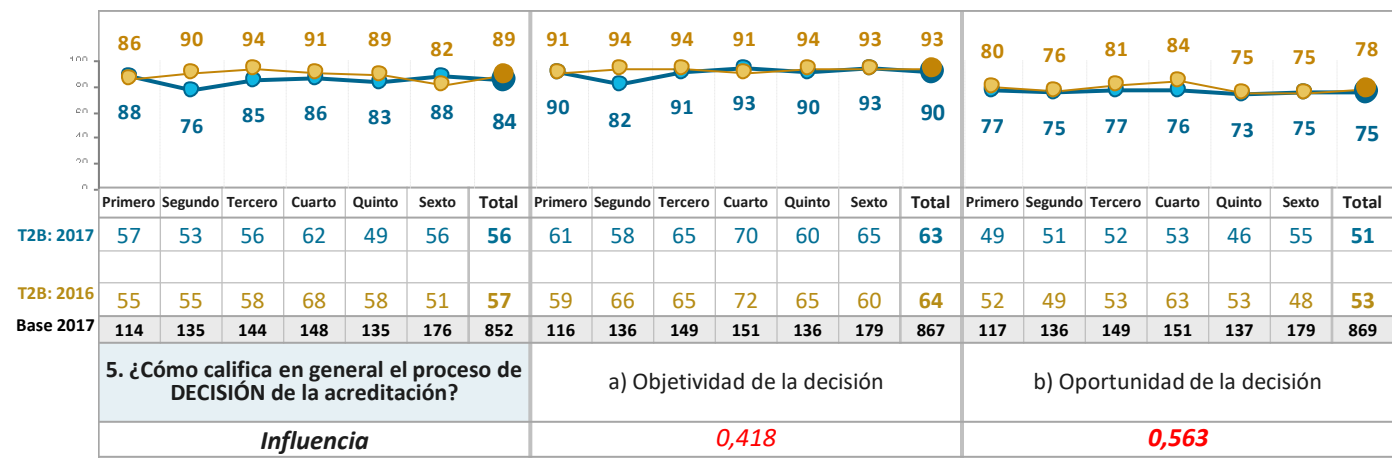 86 90 94 91 89 82 89 91 94 94 91 94 93 93 80 76 81 84 75 75 78
100
80
60
40
20
0
88 76 85 86 83 88 84 90 82 91 93 90 93 90 77 75 77 76 73 75 75
Primero Segundo Tercero Cuarto Quinto Sexto Total Primero Segundo Tercero Cuarto Quinto Sexto Total Primero Segundo Tercero Cuarto Quinto Sexto Total
T2B: 2017 57 53 56 62 49 56 56 61 58 65 70 60 65 63 49 51 52 53 46 55 51
T2B: 2016 55 55 58 68 58 51 57 59 66 65 72 65 60 64 52 49 53 63 53 48 53
Base 2017 114 135 144 148 135 176 852 116 136 149 151 136 179 867 117 136 149 151 137 179 869
5. ¿Cómo califica en general el proceso de
DECISIÓN de la acreditación?
a) Objetividad de la decisión
b) Oportunidad de la decisión
Influencia 0,418 0,563